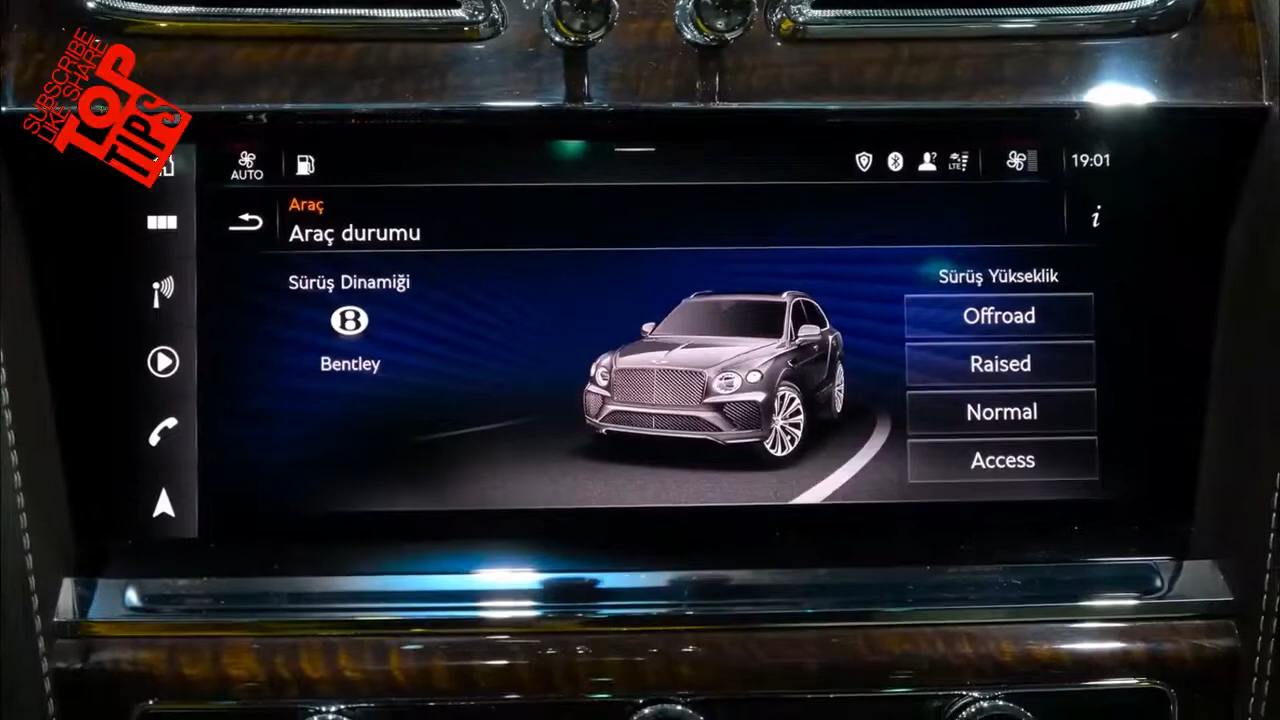 SUBSCRIBE
LIKE SHARE
TOP
TIPS
AUTO
LTE
19:01
Araç
Araç durumu
i
Sürüş Dinamiği
B
Bentley
Sürüş Yükseklik
Offroad
Raised
Normal
Access